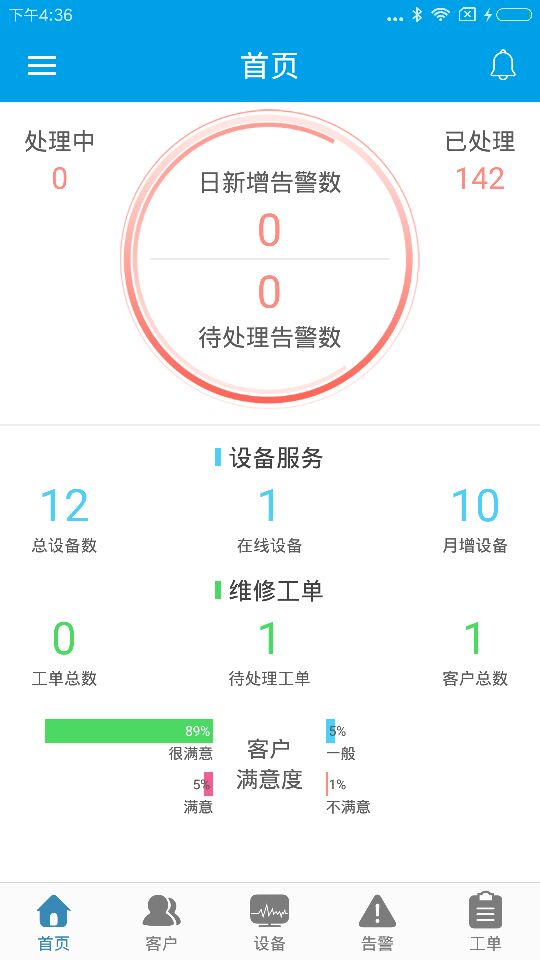 下午4:36
首页
处理中
0
已处理
142
日新增告警数
0
0
待处理告警数
设备服务
12
1
10
总设备数
在线设备
月增设备
维修工单
0
1
1
工单总数
待处理工单
客户总数
89%
很满意
5%
满意
客户
满意度
5%
一般
1%
不满意
首页
客户
设备
告警
工单